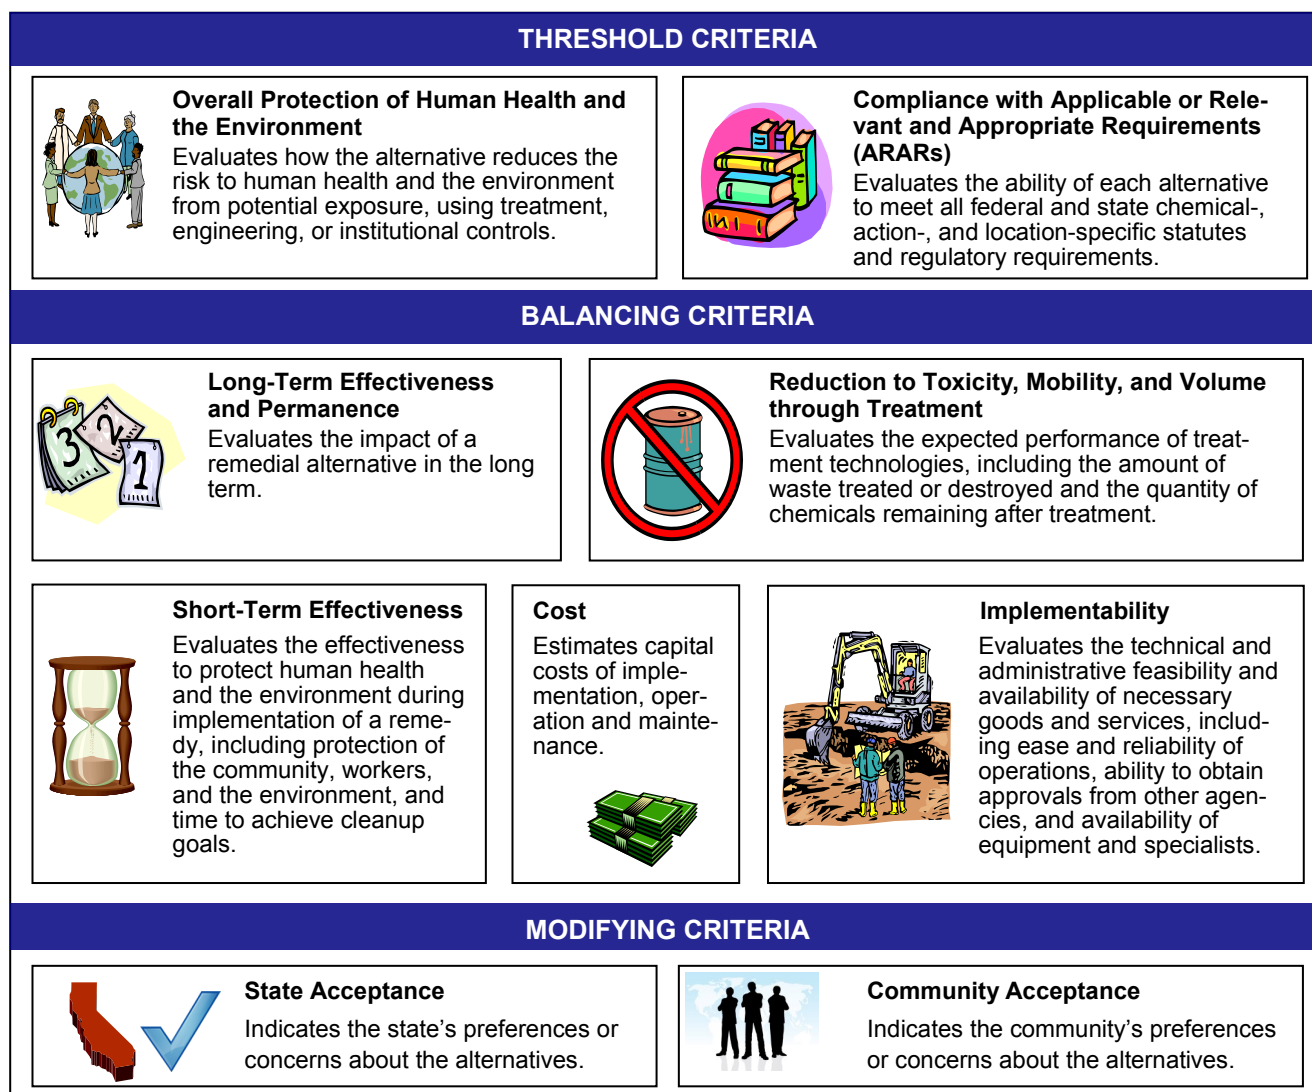 THRESHOLD CRITERIA
Overall Protection of Human Health and
the Environment
Evaluates how the alternative reduces the
risk to human health and the environment
from potential exposure, using treatment,
engineering, or institutional controls.
Compliance with Applicable or Rele-
vant and Appropriate Requirements
(ARARs)
Evaluates the ability of each alternative
to meet all federal and state chemical-,
action-, and location-specific statutes
and regulatory requirements.
BALANCING CRITERIA
3
2
1
Long-Term Effectiveness
and Permanence
Evaluates the impact of a
remedial alternative in the long
term.
Reduction to Toxicity, Mobility, and Volume
through Treatment
Evaluates the expected performance of treat-
ment technologies, including the amount of
waste treated or destroyed and the quantity of
chemicals remaining after treatment.
Short-Term Effectiveness
Evaluates the effectiveness
to protect human health
and the environment during
implementation of a reme-
dy, including protection of
the community, workers,
and the environment, and
time to achieve cleanup
goals.
Cost
Estimates capital
costs of imple-
mentation, oper-
ation and mainte-
nance.
Implementability
Evaluates the technical and
administrative feasibility and
availability of necessary
goods and services, includ-
ing ease and reliability of
operations, ability to obtain
approvals from other agen-
cies, and availability of
equipment and specialists.
MODIFYING CRITERIA
State Acceptance
Indicates the state’s preferences or
concerns about the alternatives.
Community Acceptance
Indicates the community’s preferences
or concerns about the alternatives.